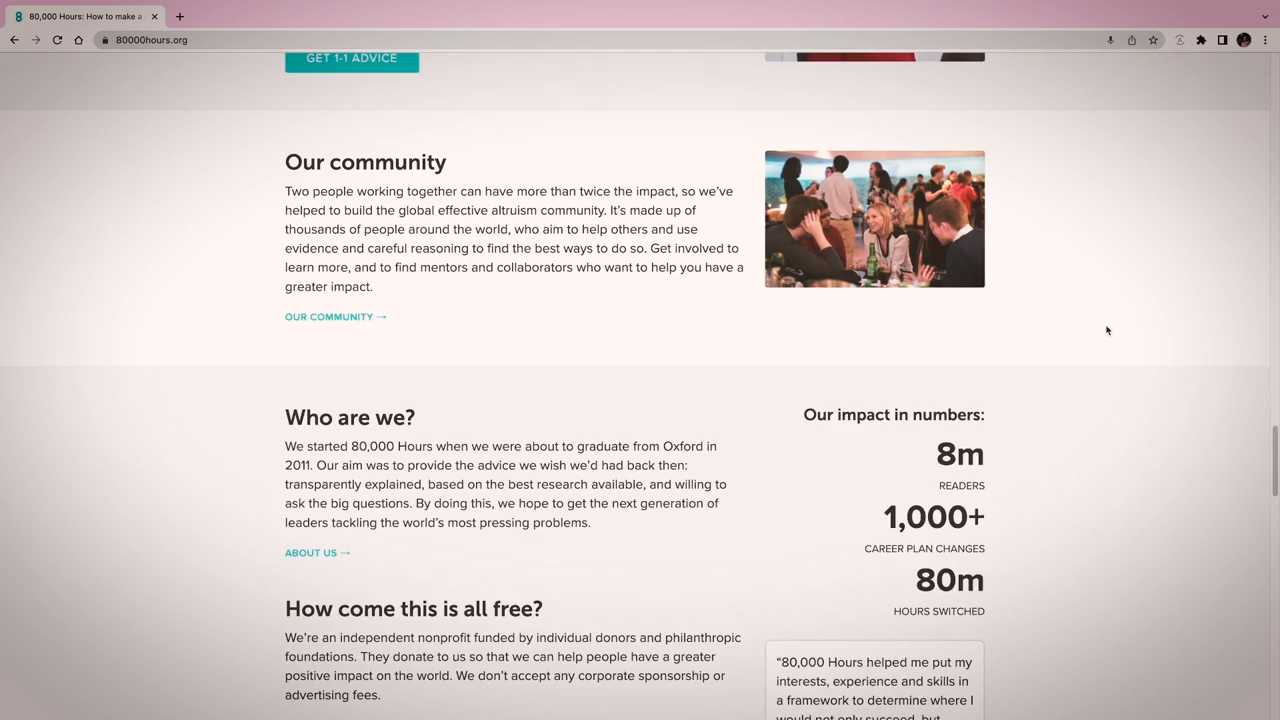 80,000 Hours: How to make a
80000hours.org
GET 1-1 ADVICE
Our community
Two people working together can have more than twice the impact, so we've
helped to build the global effective altruism community. It's made up of
thousands of people around the world, who aim to help others and use
evidence and careful reasoning to find the best ways to do so. Get involved to
learn more, and to find mentors and collaborators who want to help you have a
greater impact.
OUR COMMUNITY →
Who are we?
We started 80,000 Hours when we were about to graduate from Oxford in
2011. Our aim was to provide the advice we wish we'd had back then:
transparently explained, based on the best research available, and willing to
ask the big questions. By doing this, we hope to get the next generation of
leaders tackling the world's most pressing problems.
ABOUT US →
How come this is all free?
We're an independent nonprofit funded by individual donors and philanthropic
foundations. They donate to us so that we can help people have a greater
positive impact on the world. We don't accept any corporate sponsorship or
advertising fees.
Our impact in numbers:
8m
READERS
1,000+
CAREER PLAN CHANGES
80m
HOURS SWITCHED
"80,000 Hours helped me put my
interests, experience and skills in
a framework to determine where I
would not only succeed, but